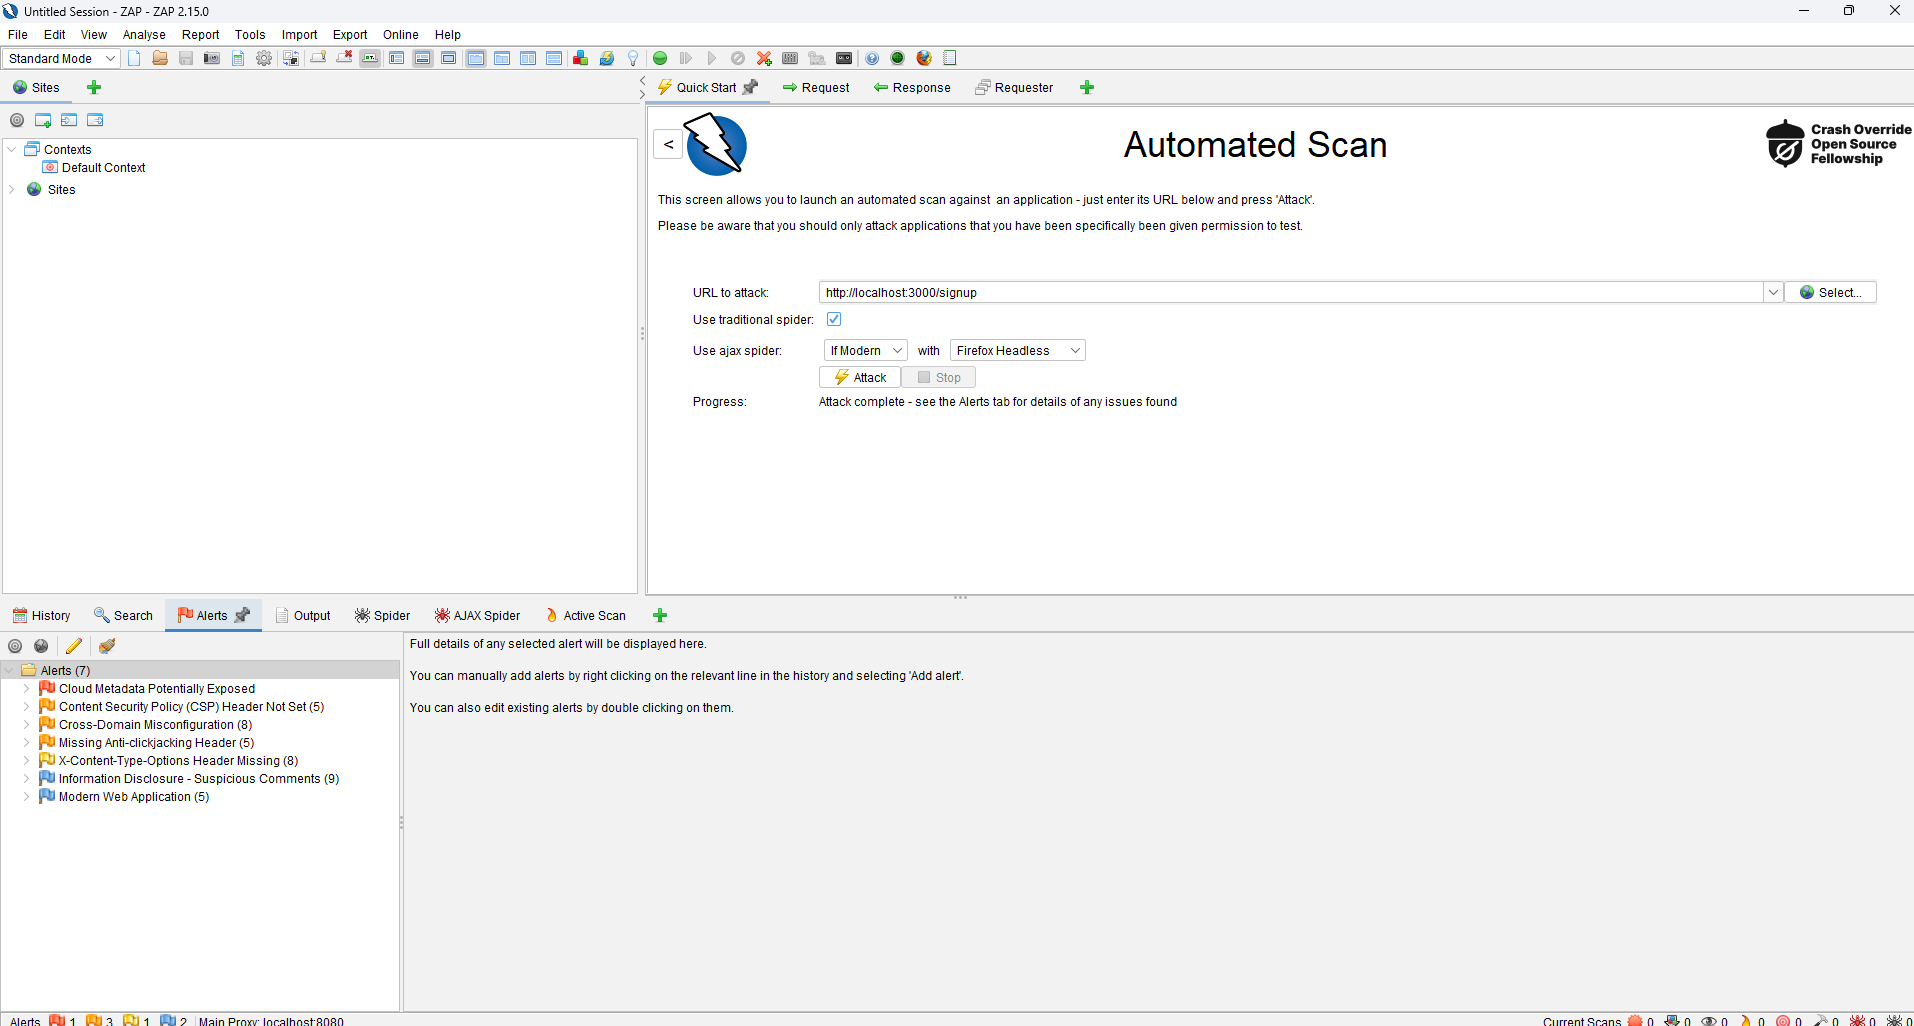 Untitled Session - ZAP - ZAP 2.15.0
File Edit View Analyse Report Tools Import Export Online Help
Standard Mode
Sites
Quick Start Request Response Requester
<
Automated Scan
Crash Override
Open Source
Fellowship
Contexts
Default Context
Sites
This screen allows you to launch an automated scan against  an application - just enter its URL below and press 'Attack'.
Please be aware that you should only attack applications that you have been specifically been given permission to test.
URL to attack: http://localhost:3000/signup Select...
Use traditional spider:
Use ajax spider: If Modern with Firefox Headless
Attack Stop
Progress: Attack complete - see the Alerts tab for details of any issues found
History Search Alerts Output Spider AJAX Spider Active Scan
Alerts (7)
Cloud Metadata Potentially Exposed
Content Security Policy (CSP) Header Not Set (5)
Cross-Domain Misconfiguration (8)
Missing Anti-clickjacking Header (5)
X-Content-Type-Options Header Missing (8)
Information Disclosure - Suspicious Comments (9)
Modern Web Application (5)
Full details of any selected alert will be displayed here.
You can manually add alerts by right clicking on the relevant line in the history and selecting 'Add alert'.
You can also edit existing alerts by double clicking on them.
Alerts 1 3 1 2 Main Proxy: localhost:8080
Current Scans 0 0 0 0 0 0 0 0